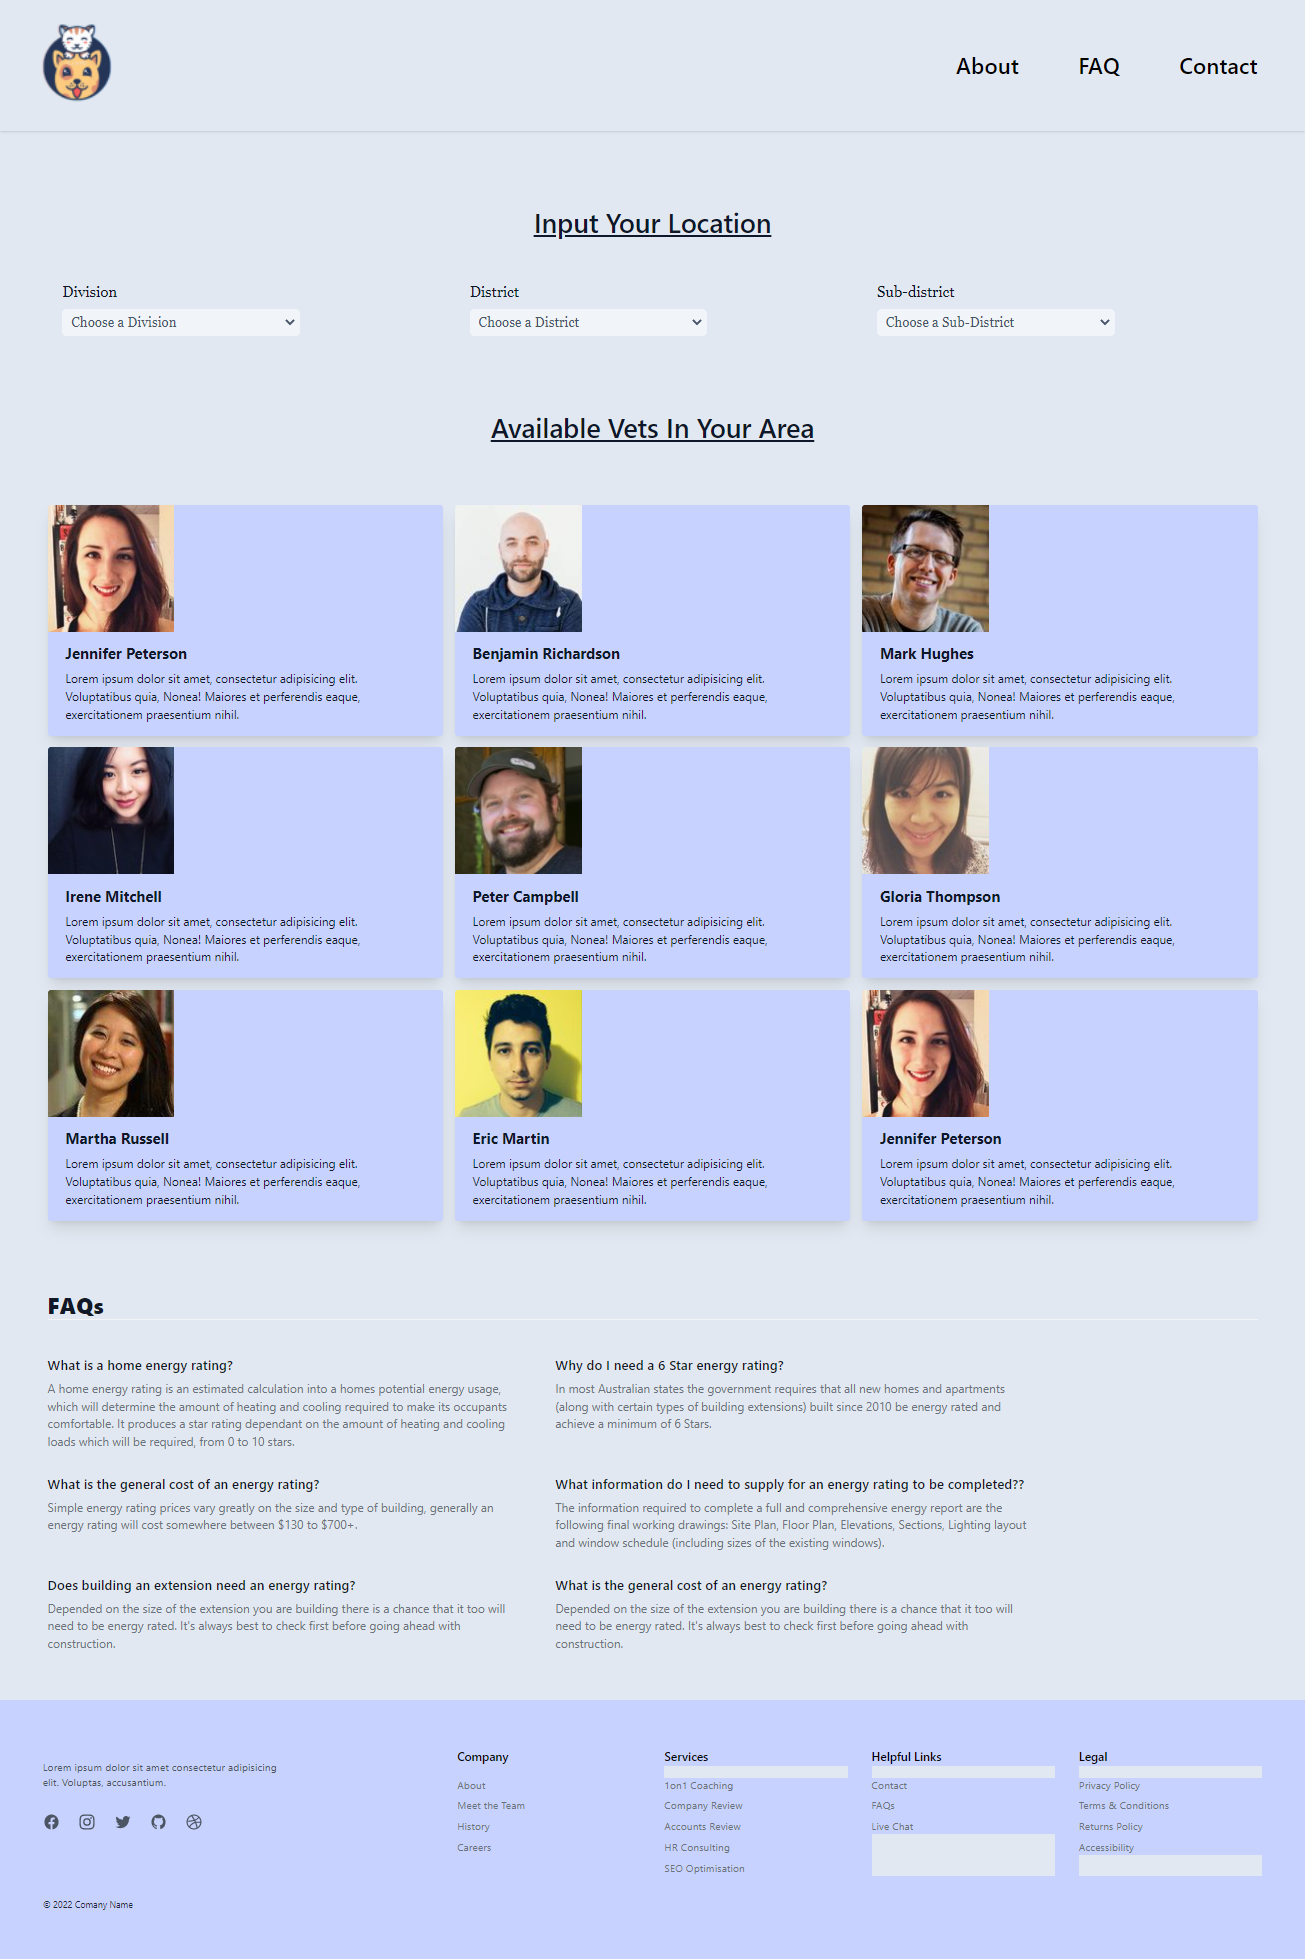 About
FAQ
Contact
Input Your Location
Division
District
Sub-district
Choose a Division
Choose a District
Choose a Sub-District
Available Vets In Your Area
Jennifer Peterson
Lorem ipsum dolor sit amet, consectetur adipisicing elit.
Voluptatibus quia, Nonea! Maiores et perferendis eaque,
exercitationem praesentium nihil.
Benjamin Richardson
Lorem ipsum dolor sit amet, consectetur adipisicing elit.
Voluptatibus quia, Nonea! Maiores et perferendis eaque,
exercitationem praesentium nihil.
Mark Hughes
Lorem ipsum dolor sit amet, consectetur adipisicing elit.
Voluptatibus quia, Nonea! Maiores et perferendis eaque,
exercitationem praesentium nihil.
Irene Mitchell
Lorem ipsum dolor sit amet, consectetur adipisicing elit.
Voluptatibus quia, Nonea! Maiores et perferendis eaque,
exercitationem praesentium nihil.
Peter Campbell
Lorem ipsum dolor sit amet, consectetur adipisicing elit.
Voluptatibus quia, Nonea! Maiores et perferendis eaque,
exercitationem praesentium nihil.
Gloria Thompson
Lorem ipsum dolor sit amet, consectetur adipisicing elit.
Voluptatibus quia, Nonea! Maiores et perferendis eaque,
exercitationem praesentium nihil.
Martha Russell
Lorem ipsum dolor sit amet, consectetur adipisicing elit.
Voluptatibus quia, Nonea! Maiores et perferendis eaque,
exercitationem praesentium nihil.
Eric Martin
Lorem ipsum dolor sit amet, consectetur adipisicing elit.
Voluptatibus quia, Nonea! Maiores et perferendis eaque,
exercitationem praesentium nihil.
Jennifer Peterson
Lorem ipsum dolor sit amet, consectetur adipisicing elit.
Voluptatibus quia, Nonea! Maiores et perferendis eaque,
exercitationem praesentium nihil.
FAQs
What is a home energy rating?
A home energy rating is an estimated calculation into a homes potential energy usage,
which will determine the amount of heating and cooling required to make its occupants
comfortable. It produces a star rating dependant on the amount of heating and cooling
loads which will be required, from 0 to 10 stars.
Why do I need a 6 Star energy rating?
In most Australian states the government requires that all new homes and apartments
(along with certain types of building extensions) built since 2010 be energy rated and
achieve a minimum of 6 Stars.
What is the general cost of an energy rating?
Simple energy rating prices vary greatly on the size and type of building, generally an
energy rating will cost somewhere between $130 to $700+.
What information do I need to supply for an energy rating to be completed??
The information required to complete a full and comprehensive energy report are the
following final working drawings: Site Plan, Floor Plan, Elevations, Sections, Lighting layout
and window schedule (including sizes of the existing windows).
Does building an extension need an energy rating?
Depended on the size of the extension you are building there is a chance that it too will
need to be energy rated. It's always best to check first before going ahead with
construction.
What is the general cost of an energy rating?
Depended on the size of the extension you are building there is a chance that it too will
need to be energy rated. It's always best to check first before going ahead with
construction.
Lorem ipsum dolor sit amet consectetur adipisicing
elit. Voluptas, accusantium.
Company
About
Meet the Team
History
Careers
Services
1on1 Coaching
Company Review
Accounts Review
HR Consulting
SEO Optimisation
Helpful Links
Contact
FAQs
Live Chat
Legal
Privacy Policy
Terms & Conditions
Returns Policy
Accessibility
© 2022 Comany Name